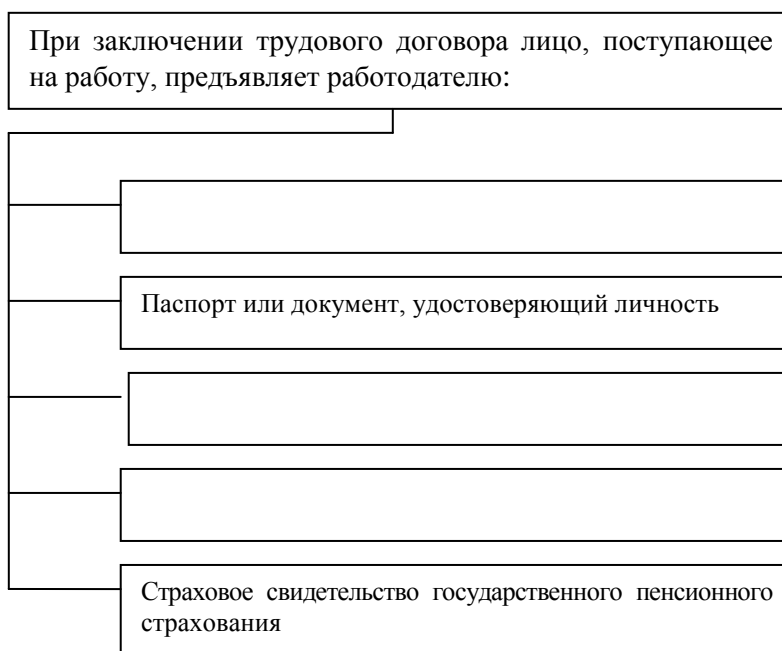 При заключении трудового договора лицо, поступающее
на работу, предъявляет работодателю:
Паспорт или документ, удостоверяющий личность
Страховое свидетельство государственного пенсионного
страхования